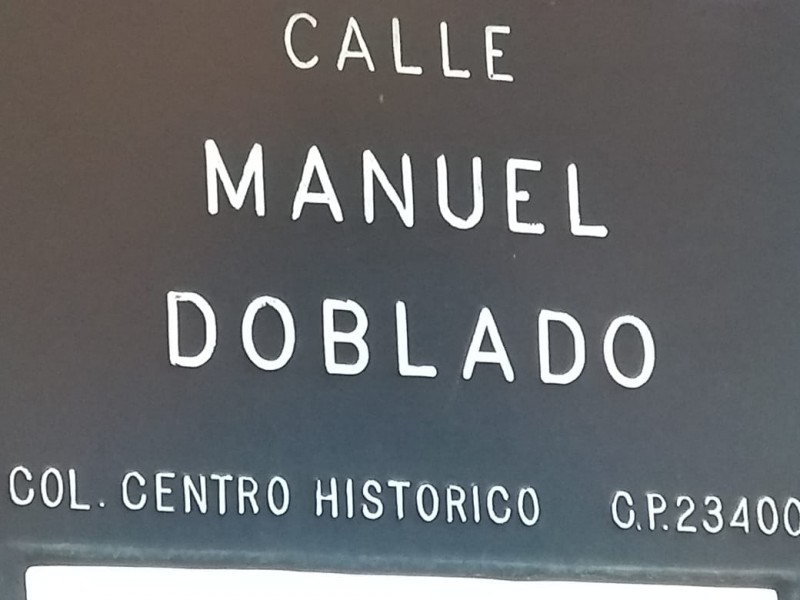 CALLE
MANUEL
DOBLADO
COL. CENTRO HISTORICO C.P.23400